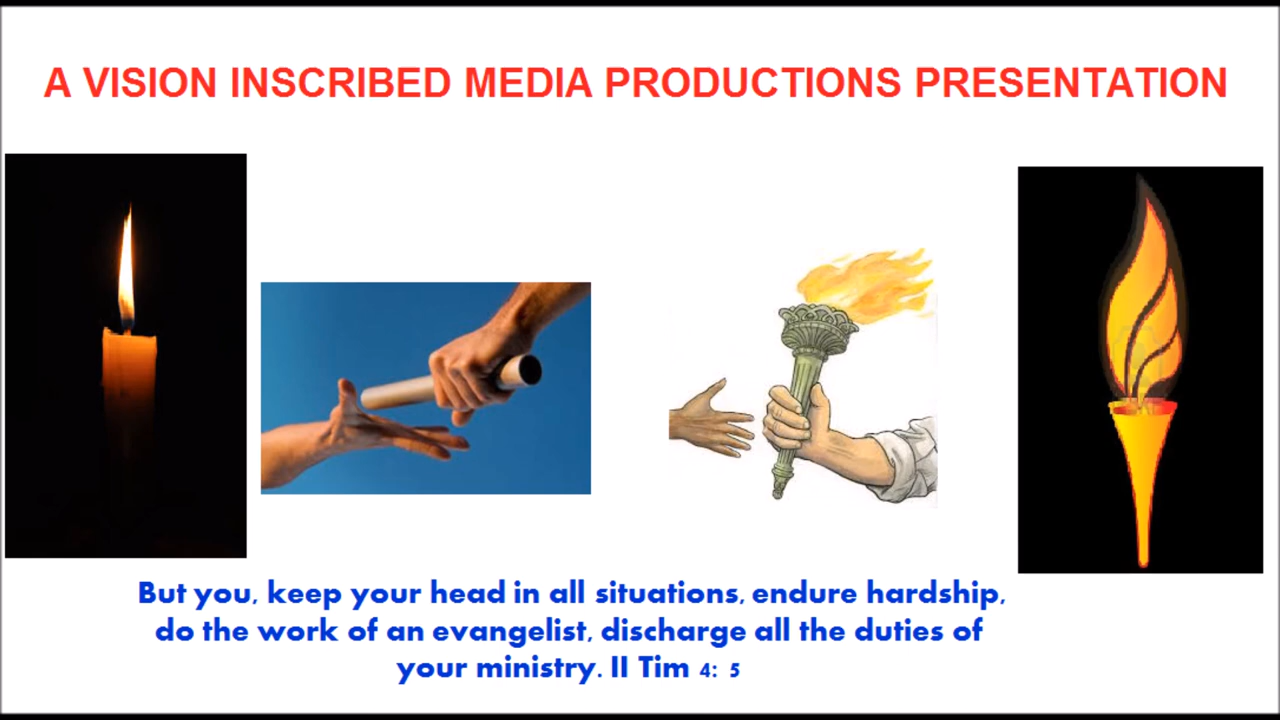 A VISION INSCRIBED MEDIA PRODUCTIONS PRESENTATION
But you, keep your head in all situations, endure hardship,
do the work of an evangelist, discharge all the duties of
your ministry. II Tim 4: 5